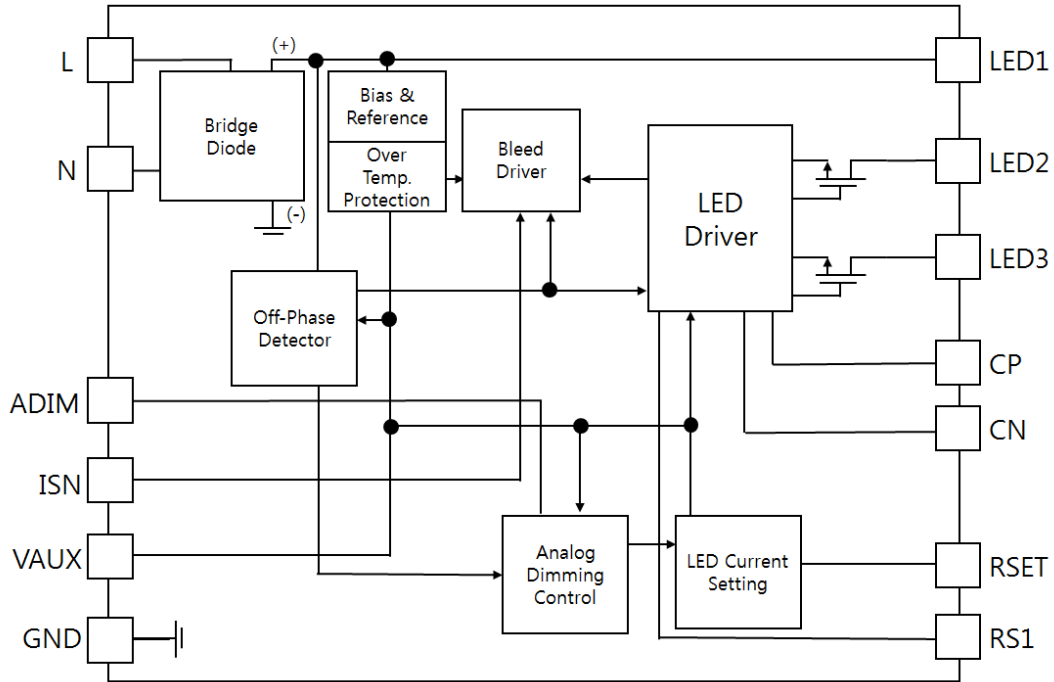 L
(+)
LED1
Bias &
Reference
Bridge
Diode
Over
Temp.
Protection
Bleed
Driver
N
(-)
LED
Driver
LED2
LED3
Off-Phase
Detector
CP
ADIM
CN
ISN
VAUX
Analog
Dimming
Control
LED Current
Setting
RSET
GND
RS1